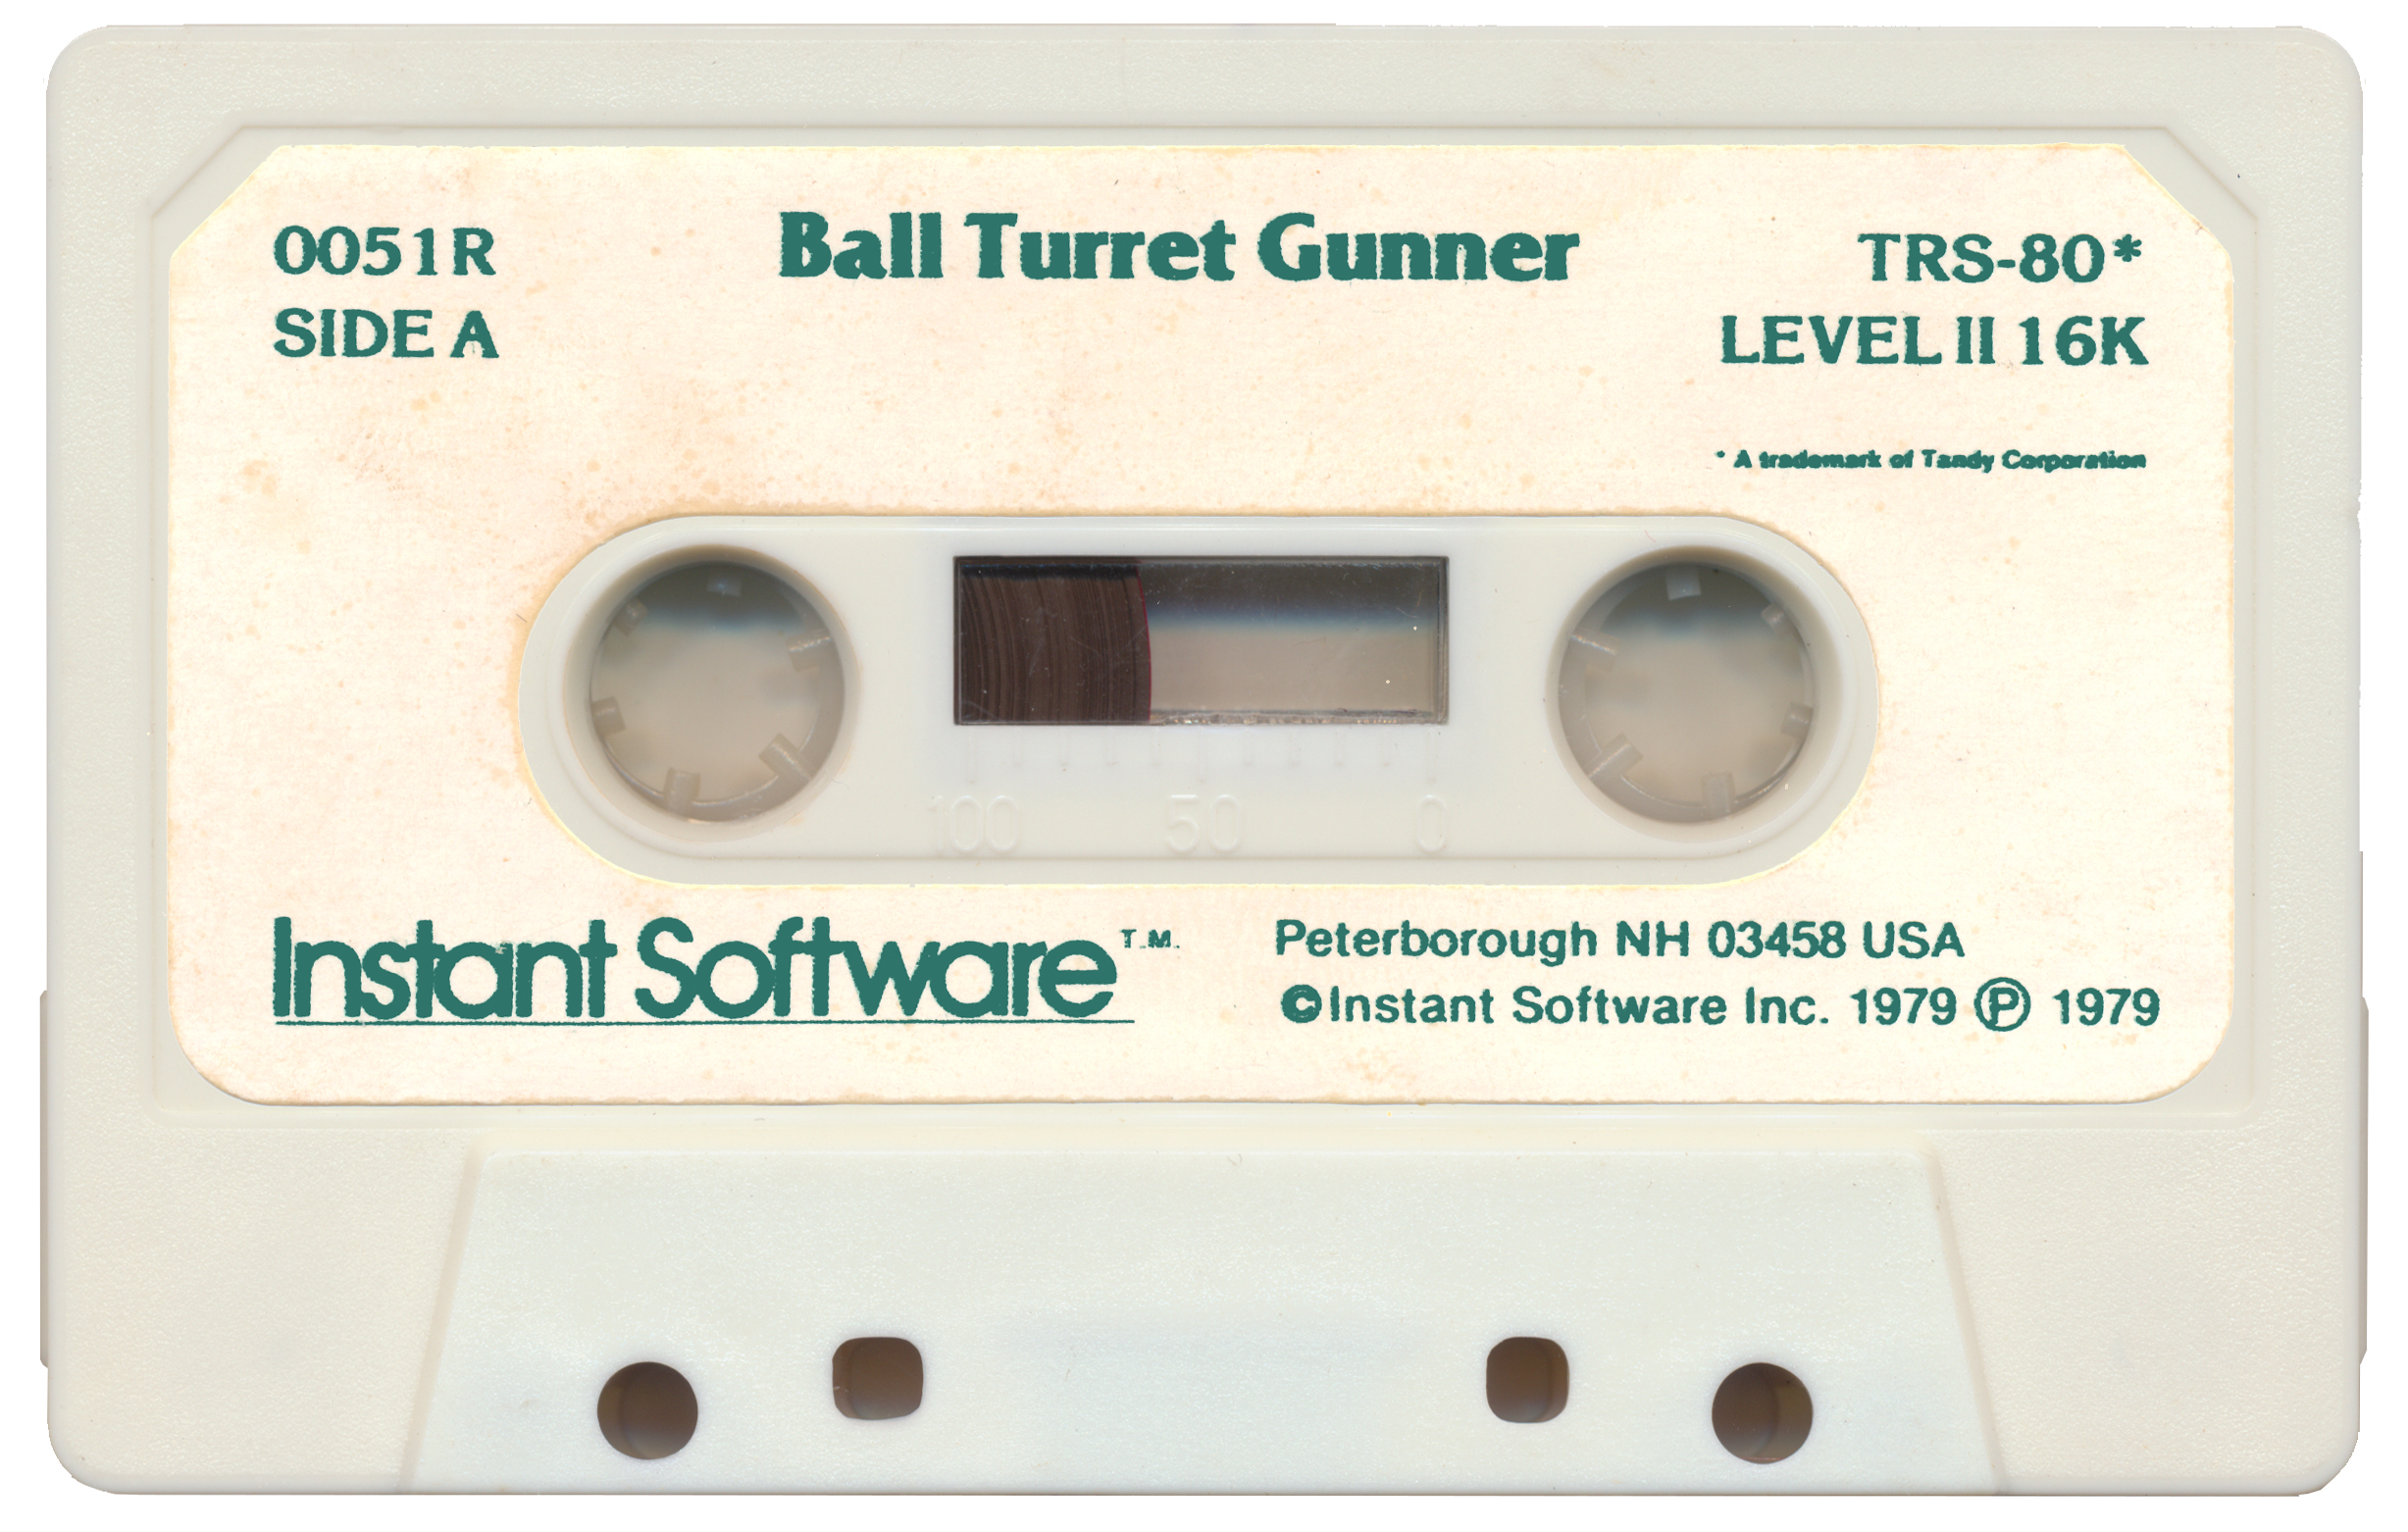 0051R
SIDE A
Ball Turret Gunner
TRS-80*
LEVEL II 16K
* A trademark of Tandy Corporation
100 50 0
Instant Software T.M.
Peterborough NH 03458 USA
©Instant Software Inc. 1979 Ⓟ 1979